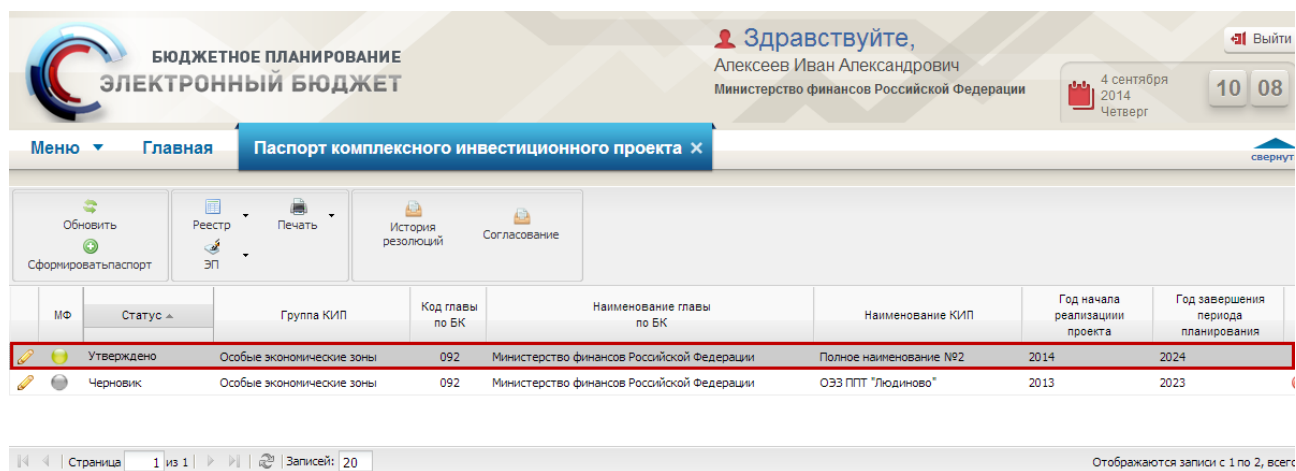 БЮДЖЕТНОЕ ПЛАНИРОВАНИЕ
ЭЛЕКТРОННЫЙ БЮДЖЕТ
Здравствуйте,
Алексеев Иван Александрович
Министерство финансов Российской Федерации
Выйти
4 сентября
2014
Четверг
10 08
Меню Главная Паспорт комплексного инвестиционного проекта ×
свернут
Обновить
Сформироватьпаспорт
Реестр Печать
ЭП
История
резолюций
Согласование
МФ Статус Группа КИП Код главы
по БК Наименование главы
по БК Наименование КИП Год начала
реализациии
проекта Год завершения
периода
планирования
Утверждено Особые экономические зоны 092 Министерство финансов Российской Федерации Полное наименование №2 2014 2024
Черновик Особые экономические зоны 092 Министерство финансов Российской Федерации ОЭЗ ППТ "Людиново" 2013 2023
Страница 1 из 1 Записей: 20 Отображаются записи с 1 по 2, всего